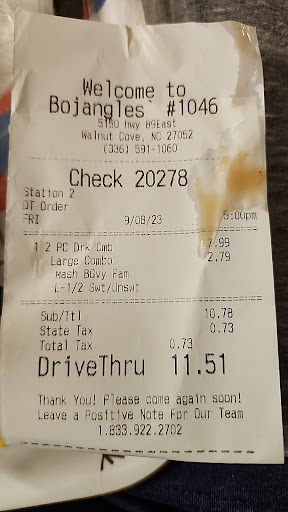 Welcome to
Bojangles` #1046
5150 Hwy 89East
Walnut Cove, NC 27052
(336) 591-1060
Check 20278
Station 2
DT Order
FRI 9/08/23 5:00pm
1 2 PC Drk Cmb 7.99
Large Combo 2.79
Mash BGvy Fam
L-1/2 Swt/Unswt
Sub/Ttl 10.78
State Tax 0.73
Total Tax 0.73
DriveThru 11.51
Thank You! Please come again soon!
Leave a Positive Note For Our Team
1.833.922.2702